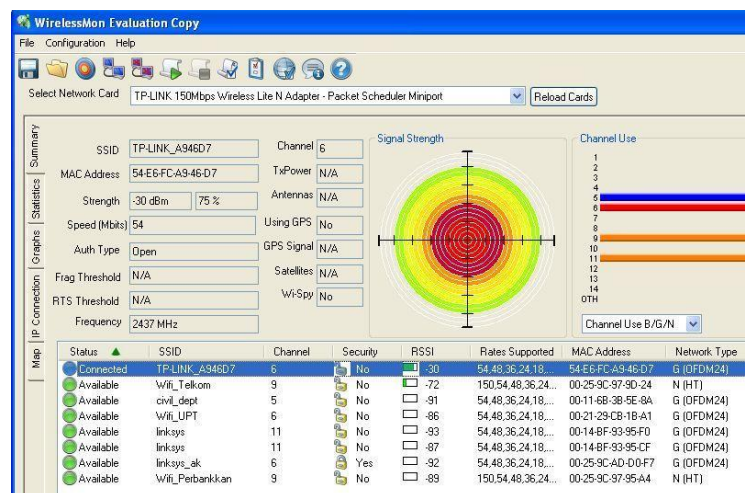 WirelessMon Evaluation Copy
File Configuration Help
Select Network Card TP-LINK 150Mbps Wireless Lite N Adapter - Packet Scheduler Miniport Reload Cards
Summary
Statistics
Graphs
IP Connection
Map
SSID TP-LINK_A946D7
MAC Address 54-E6-FC-A9-46-D7
Strength -30 dBm 75 %
Speed (Mbits) 54
Auth Type Open
Frag Threshold N/A
RTS Threshold N/A
Frequency 2437 MHz
Channel 6
TxPower N/A
Antennas N/A
Using GPS No
GPS Signal N/A
Satellites N/A
Wi-Spy No
Signal Strength
Channel Use
1
2
3
4
5
6
7
8
9
10
11
12
13
14
OTH
Channel Use B/G/N
Status SSID Channel Security RSSI Rates Supported MAC Address Network Type
Connected TP-LINK_A946D7 6 No -30 54,48,36,24,18,... 54-E6-FC-A9-46-D7 G (OFDM24)
Available Wifi_Telkom 9 No -72 150,54,48,36,24... 00-25-9C-97-9D-24 N (HT)
Available civil_dept 5 No -91 54,48,36,24,18,... 00-11-6B-3B-5E-8A G (OFDM24)
Available Wifi_UPT 6 No -86 54,48,36,24,18,... 00-21-29-CB-1B-A1 G (OFDM24)
Available linksys 11 No -93 54,48,36,24,18,... 00-14-BF-93-95-F0 G (OFDM24)
Available linksys 11 No -87 54,48,36,24,18,... 00-14-BF-93-95-CF G (OFDM24)
Available linksys_ak 6 Yes -92 54,48,36,24,18,... 00-25-9C-AD-D0-F7 G (OFDM24)
Available Wifi_Perbankkan 9 No -89 150,54,48,36,24... 00-25-9C-97-95-A4 N (HT)